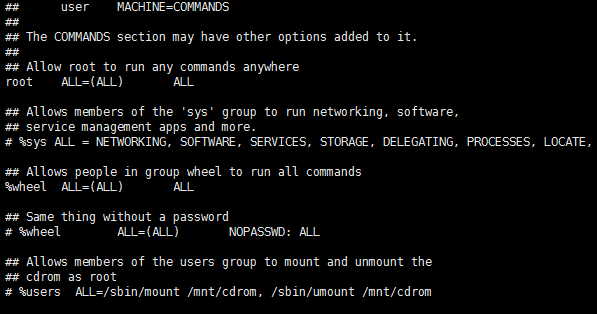 ##      user    MACHINE=COMMANDS
##
## The COMMANDS section may have other options added to it.
##
## Allow root to run any commands anywhere
root    ALL=(ALL)       ALL
## Allows members of the 'sys' group to run networking, software,
## service management apps and more.
# %sys ALL = NETWORKING, SOFTWARE, SERVICES, STORAGE, DELEGATING, PROCESSES, LOCATE,
## Allows people in group wheel to run all commands
%wheel  ALL=(ALL)       ALL
## Same thing without a password
# %wheel        ALL=(ALL)       NOPASSWD: ALL
## Allows members of the users group to mount and unmount the
## cdrom as root
# %users  ALL=/sbin/mount /mnt/cdrom, /sbin/umount /mnt/cdrom